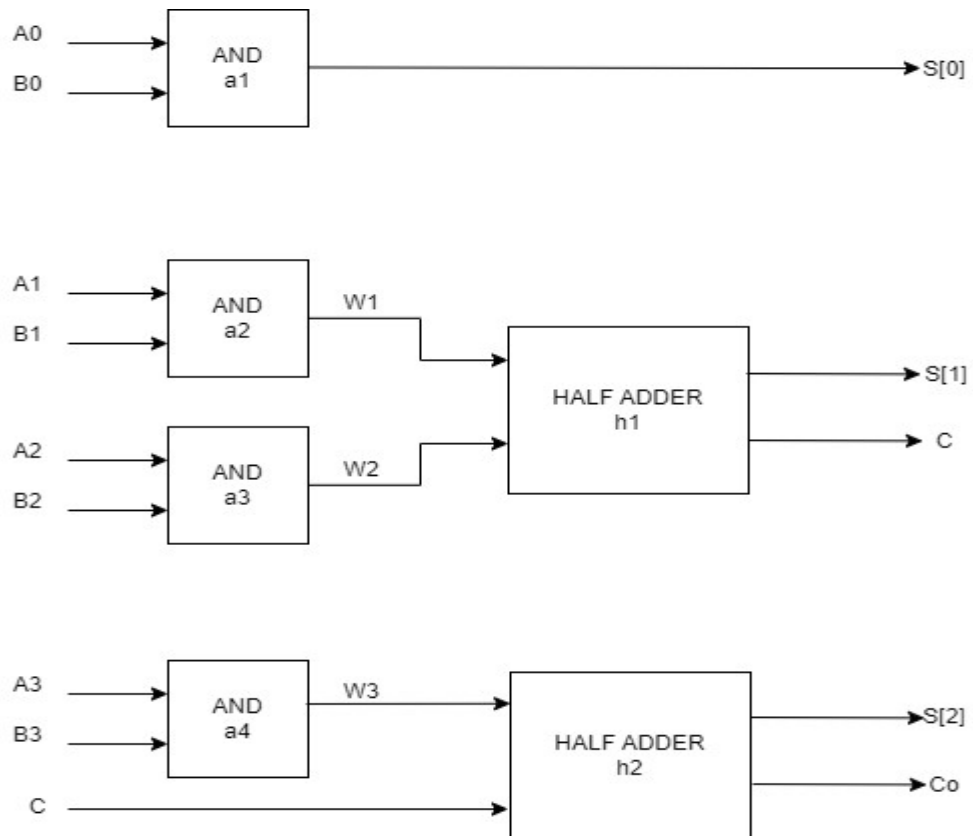 A0
B0
AND
a1
S[0]
A1
B1
AND
a2
W1
A2
B2
AND
a3
W2
HALF ADDER
h1
S[1]
C
A3
B3
AND
a4
W3
C
HALF ADDER
h2
S[2]
Co